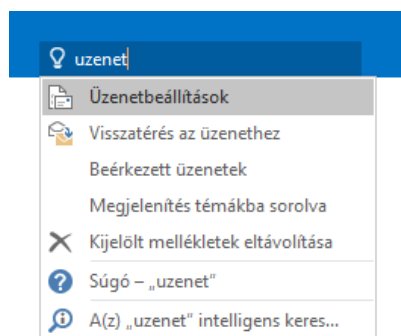 uzenet
Üzenetbeállítások
Visszatérés az üzenethez
Beérkezett üzenetek
Megjelenítés témákba sorolva
Kijelölt mellékletek eltávolítása
Súgó – „uzenet"
A(z) „uzenet" intelligens keres...